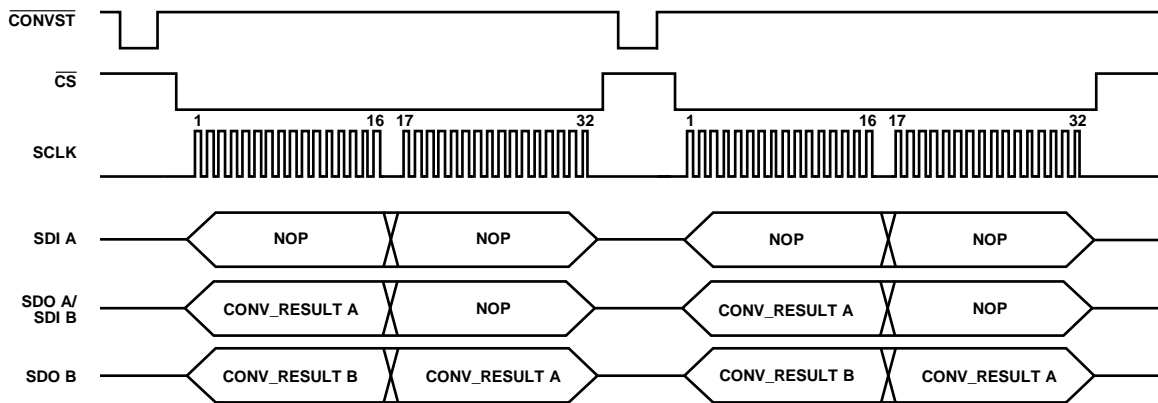 CONVST
CS
1 16 17 32 1 16 17 32
SCLK
SDI A NOP NOP NOP NOP
SDO A/
SDI B CONV_RESULT A NOP CONV_RESULT A NOP
SDO B CONV_RESULT B CONV_RESULT A CONV_RESULT B CONV_RESULT A